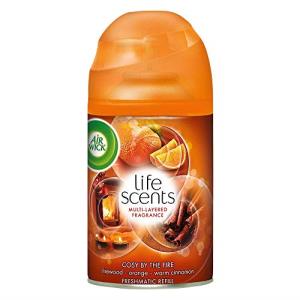 AIR
WICK
life
scents
MULTI-LAYERED
FRAGRANCE
COSY BY THE FIRE
firewood - orange - warm cinnamon
FRESHMATIC REFILL